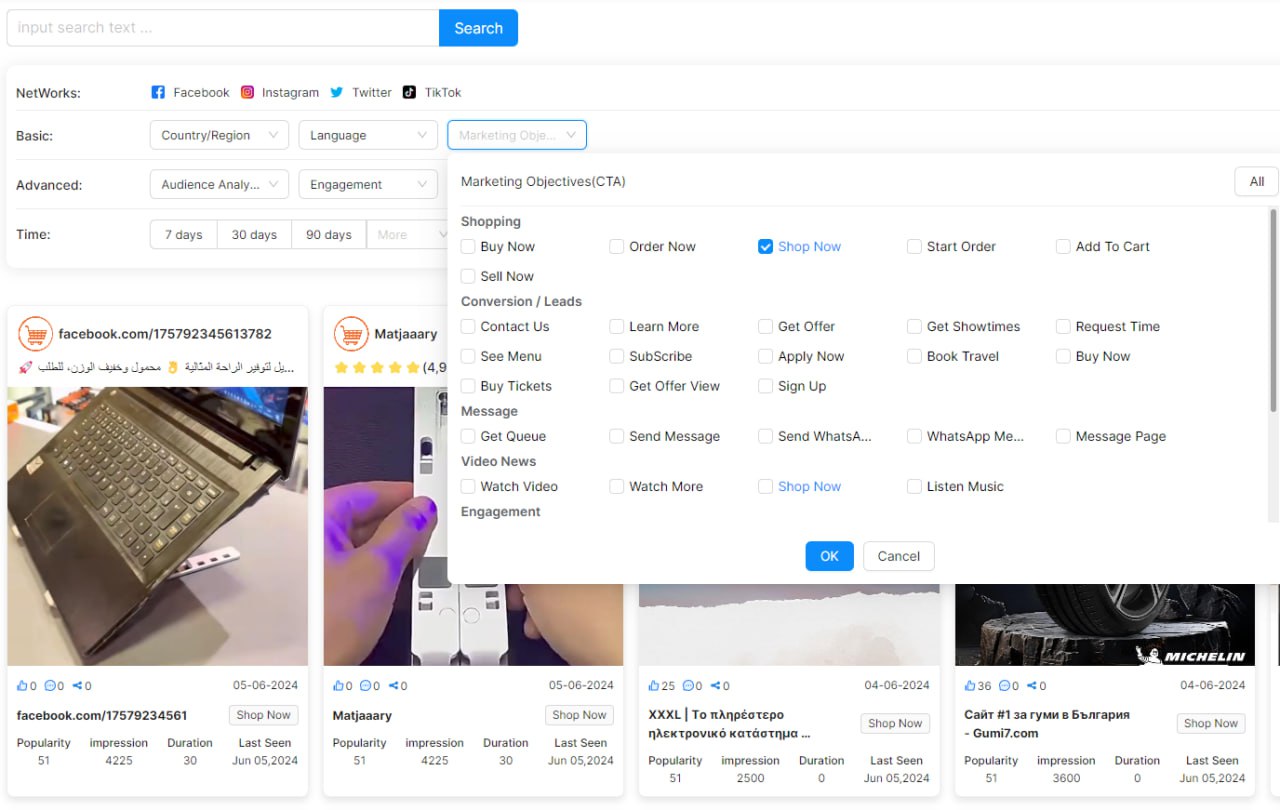 input search text ...
Search
NetWorks:
Facebook
Instagram
Twitter
TikTok
Basic:
Country/Region
Language
Marketing Obje...
Advanced:
Audience Analy...
Engagement
Time:
7 days
30 days
90 days
More
Marketing Objectives(CTA)
All
Shopping
Buy Now
Order Now
Shop Now
Start Order
Add To Cart
Sell Now
Conversion / Leads
Contact Us
Learn More
Get Offer
Get Showtimes
Request Time
See Menu
SubScribe
Apply Now
Book Travel
Buy Now
Buy Tickets
Get Offer View
Sign Up
Message
Get Queue
Send Message
Send WhatsA...
WhatsApp Me...
Message Page
Video News
Watch Video
Watch More
Shop Now
Listen Music
Engagement
OK
Cancel
facebook.com/175792345613782
🚀 يل لتوفير الراحة المثالية 👌 محمول وخفيف الوزن، للطلب...
Matjaaary
⭐⭐⭐⭐⭐ (4,9
MICHELIN
0 0 0
05-06-2024
facebook.com/17579234561
Shop Now
Popularity impression Duration Last Seen
51 4225 30 Jun 05,2024
0 0 0
05-06-2024
Matjaaary
Shop Now
Popularity impression Duration Last Seen
51 4225 30 Jun 05,2024
25 0 0
04-06-2024
XXXL | Το πληρέστερο
ηλεκτρονικό κατάστημα ...
Shop Now
Popularity impression Duration Last Seen
51 2500 0 Jun 05,2024
36 0 0
04-06-2024
Сайт #1 за гуми в България
- Gumi7.com
Shop Now
Popularity impression Duration Last Seen
51 3600 0 Jun 05,2024